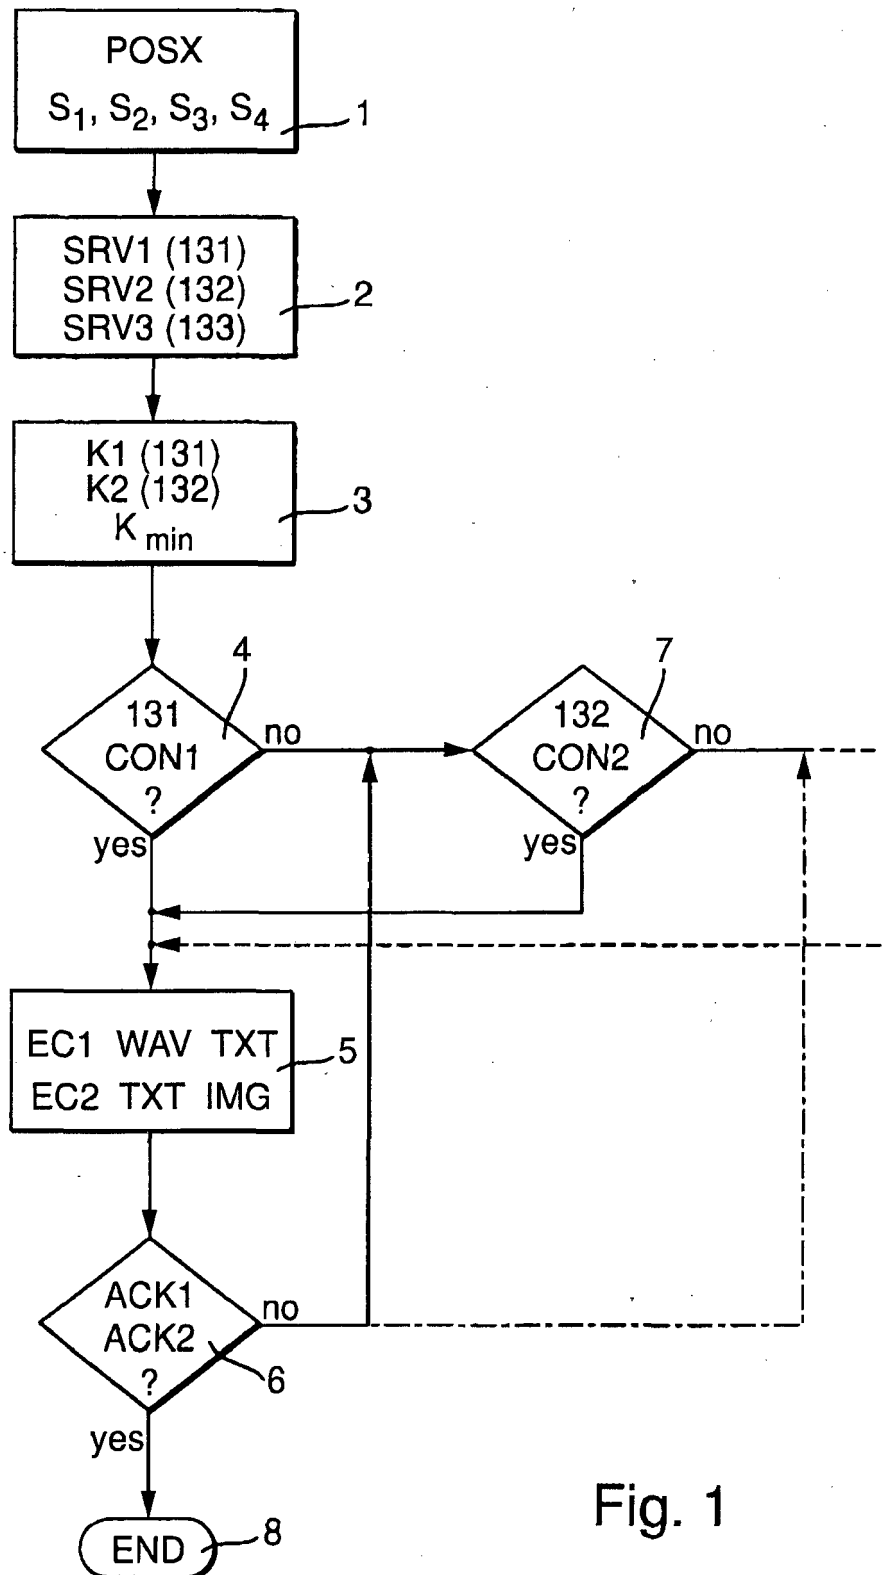 POSX
S1, S2, S3, S4
1
SRV1 (131)
SRV2 (132)
SRV3 (133)
2
K1 (131)
K2 (132)
K min
3
4
131
CON1
?
no
yes
7
132
CON2
?
no
yes
EC1 WAV TXT
EC2 TXT IMG
5
ACK1
ACK2
?
no
6
yes
END
8
Fig. 1